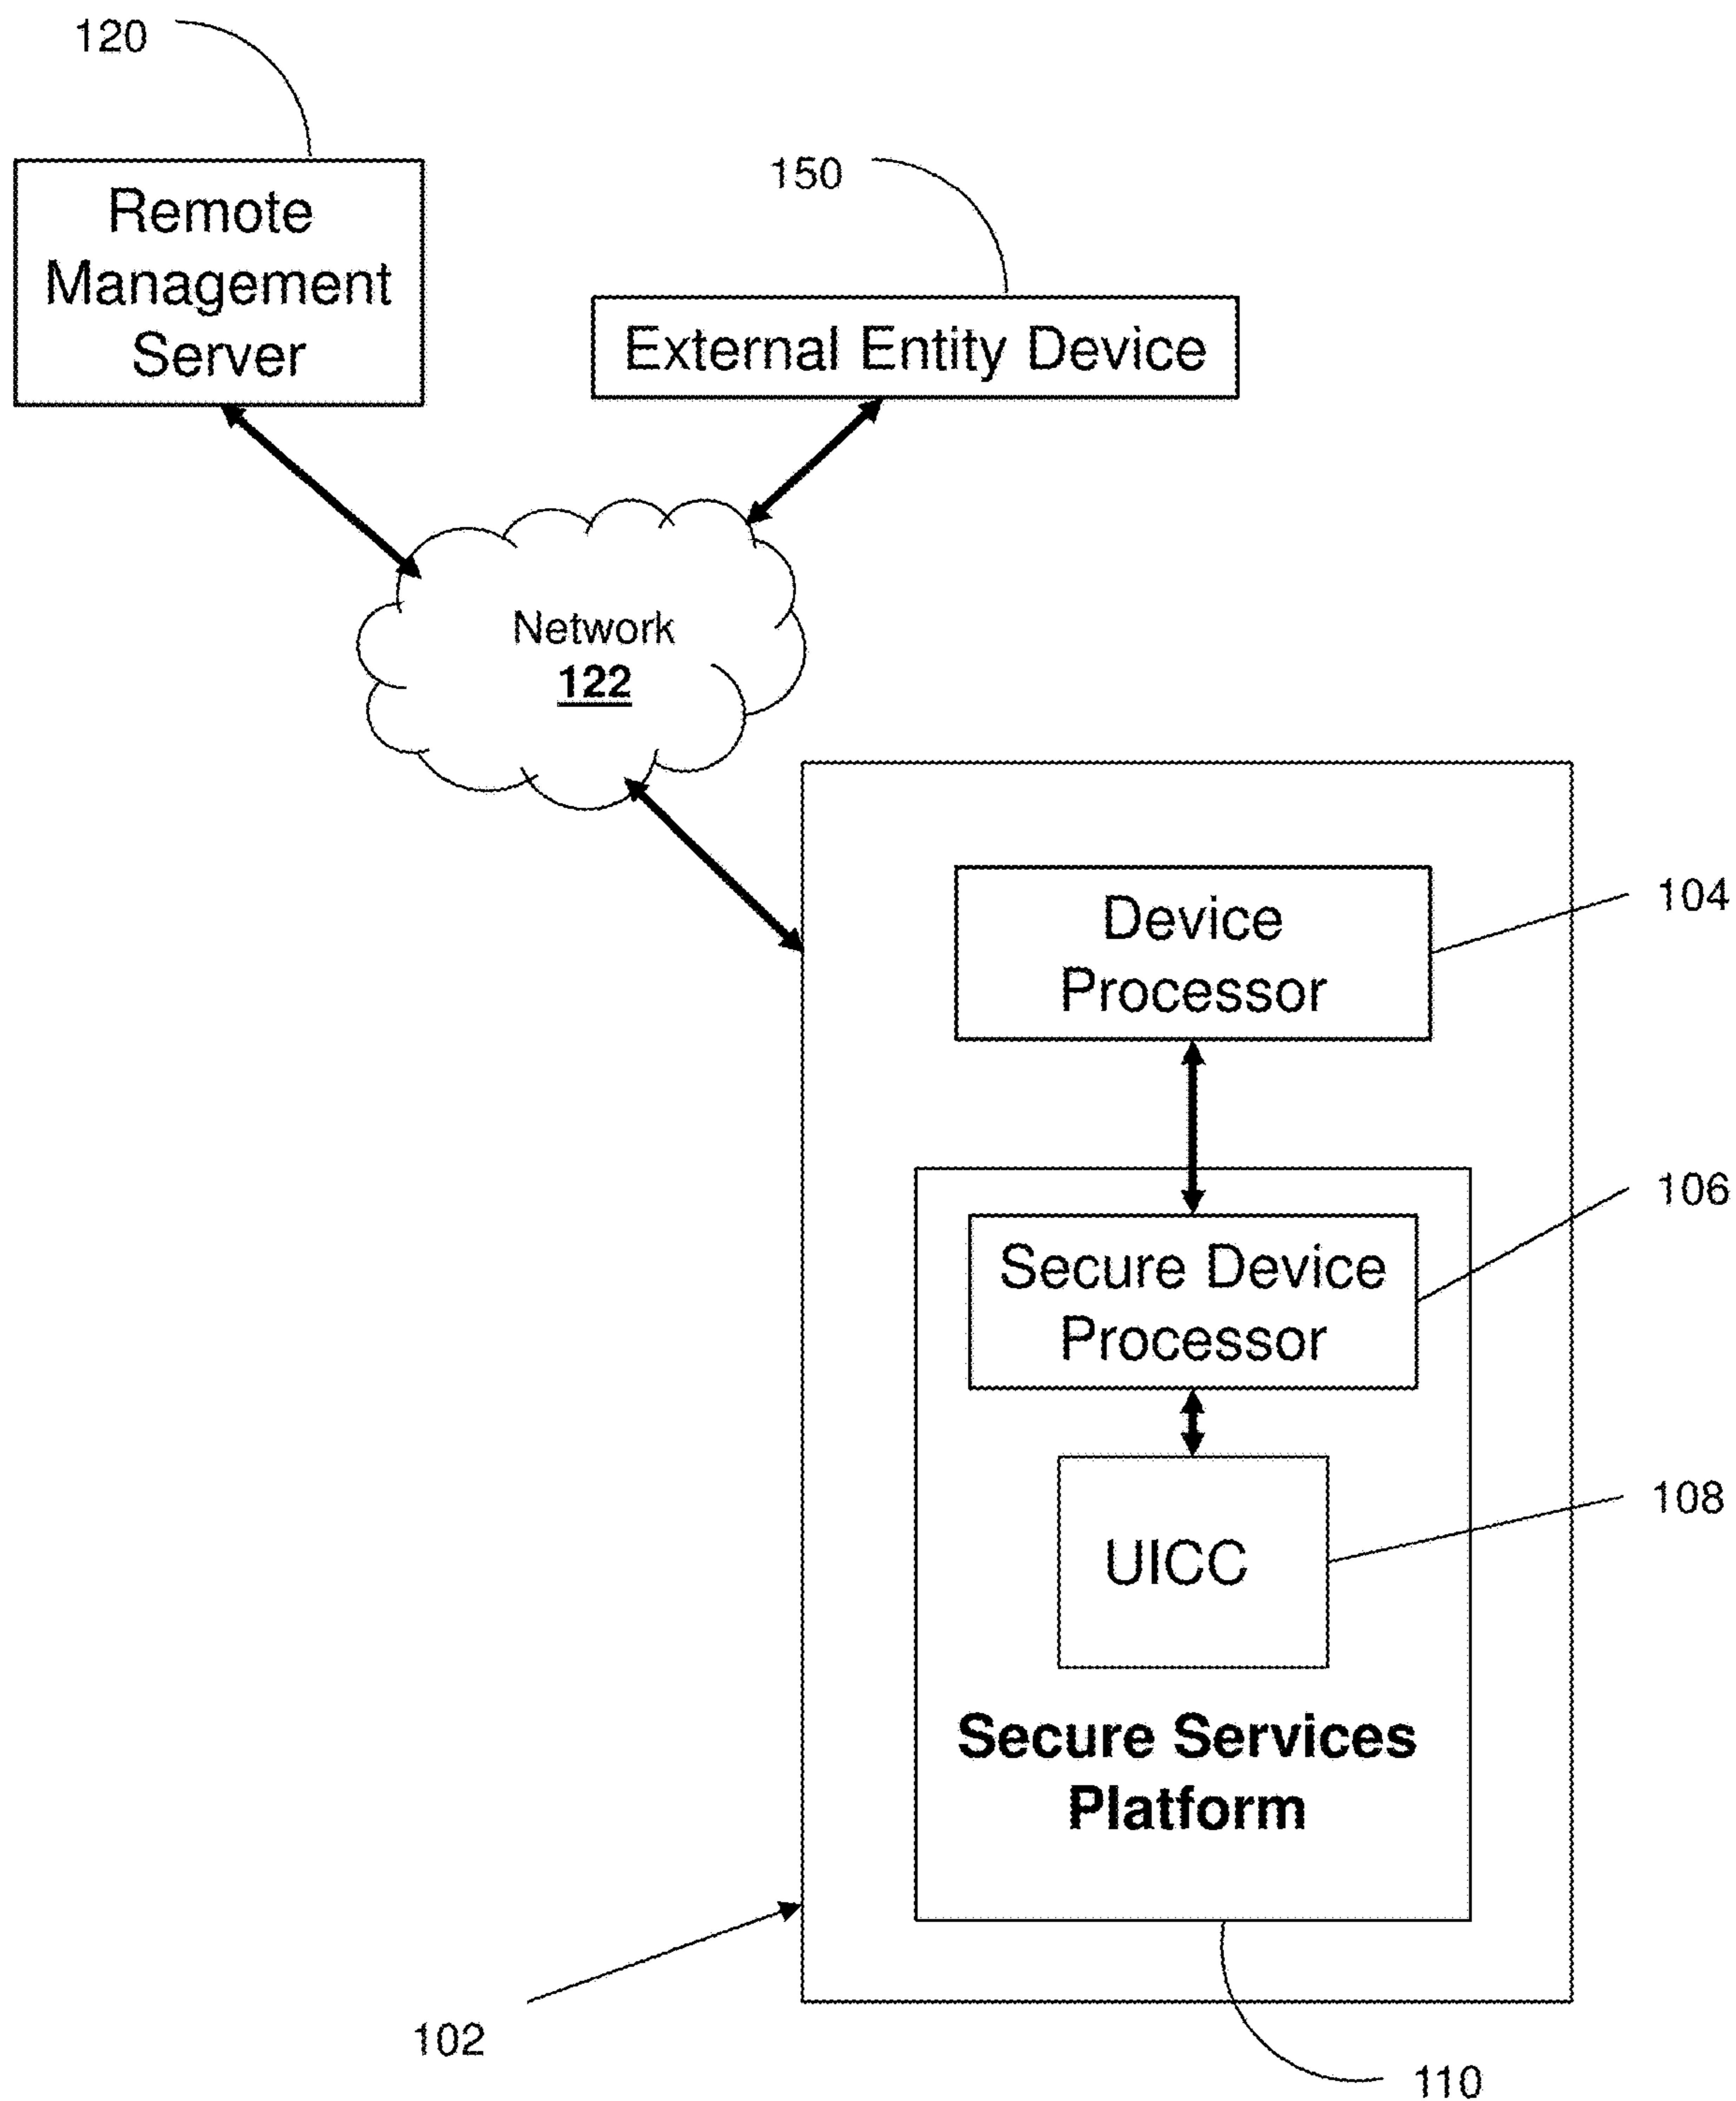 120
Remote
Management
Server
150
External Entity Device
Network
122
Device
Processor
104
Secure Device
Processor
106
UICC
108
Secure Services
Platform
102
110